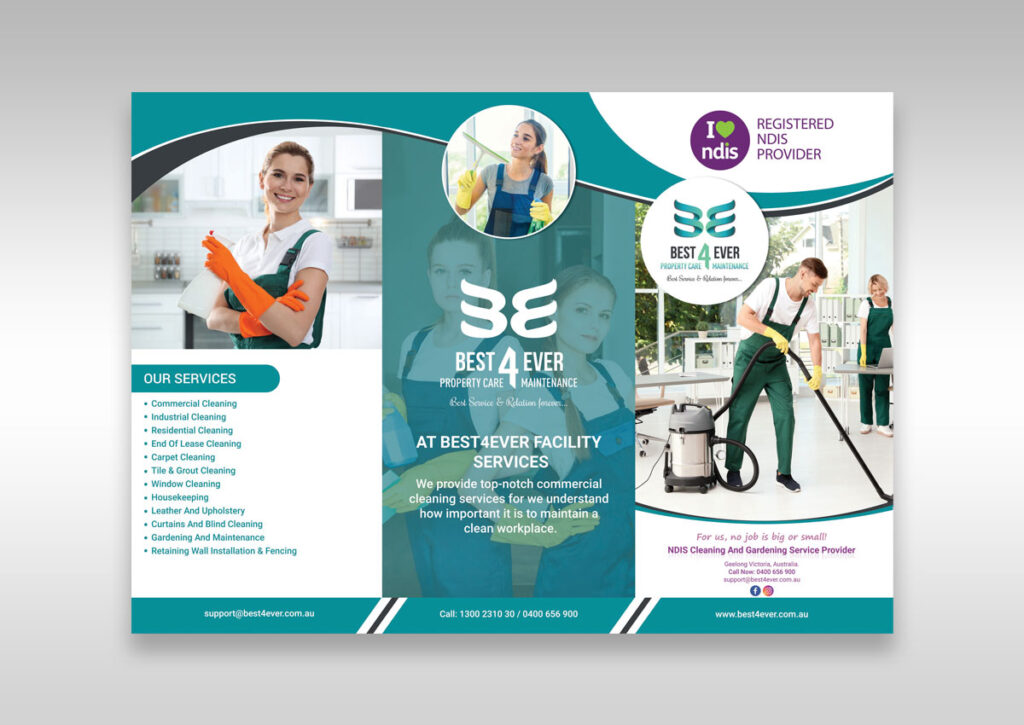 OUR SERVICES
Commercial Cleaning
Industrial Cleaning
Residential Cleaning
End Of Lease Cleaning
Carpet Cleaning
Tile & Grout Cleaning
Window Cleaning
Housekeeping
Leather And Upholstery
Curtains And Blind Cleaning
Gardening And Maintenance
Retaining Wall Installation & Fencing
support@best4ever.com.au
BEST 4 EVER
PROPERTY CARE MAINTENANCE
Best Service & Relation forever...
AT BEST4EVER FACILITY
SERVICES
We provide top-notch commercial
cleaning services for we understand
how important it is to maintain a
clean workplace.
Call: 1300 2310 30 / 0400 656 900
I
ndis
REGISTERED
NDIS
PROVIDER
BEST 4 EVER
PROPERTY CARE MAINTENANCE
Best Service & Relation forever...
For us, no job is big or small!
NDIS Cleaning And Gardening Service Provider
Geelong Victoria, Australia.
Call Now: 0400 656 900
support@best4ever.com.au
www.best4ever.com.au